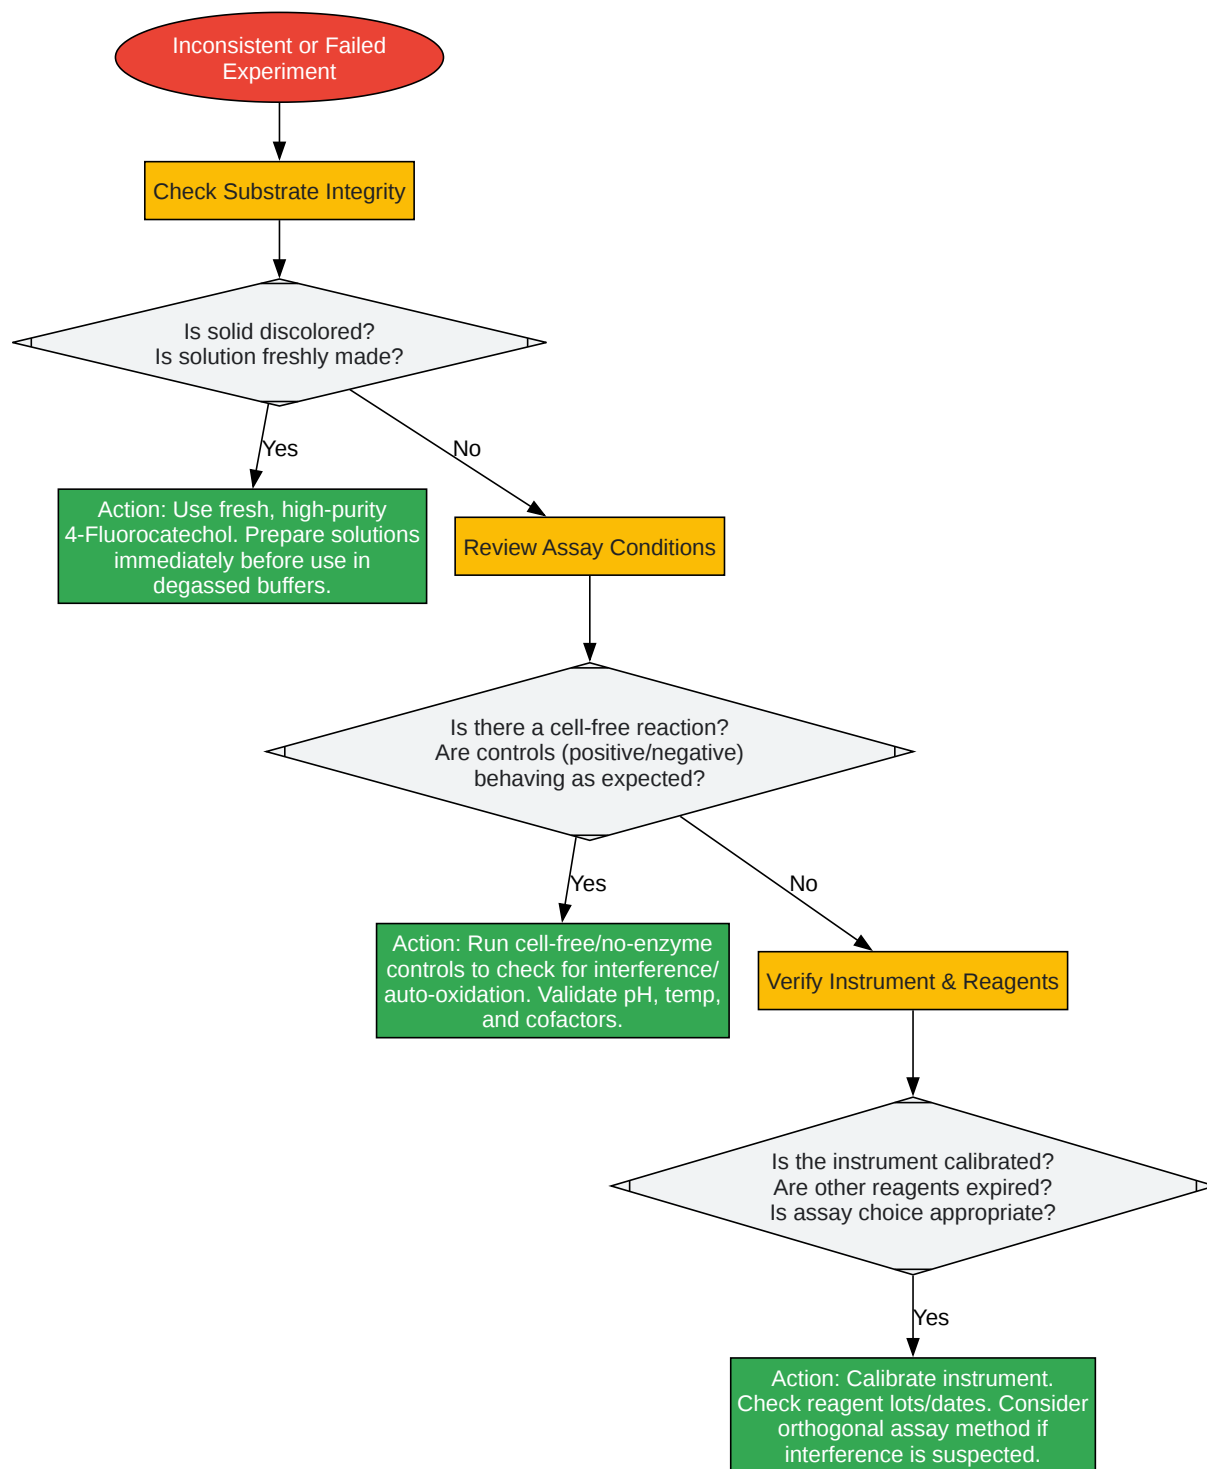 Inconsistent or Failed
Experiment
Check Substrate Integrity
Is solid discolored?
Is solution freshly made?
Yes
No
Action: Use fresh, high-purity
4-Fluorocatechol. Prepare solutions
immediately before use in
degassed buffers.
Review Assay Conditions
Is there a cell-free reaction?
Are controls (positive/negative)
behaving as expected?
Yes
No
Action: Run cell-free/no-enzyme
controls to check for interference/
auto-oxidation. Validate pH, temp,
and cofactors.
Verify Instrument & Reagents
Is the instrument calibrated?
Are other reagents expired?
Is assay choice appropriate?
Yes
Action: Calibrate instrument.
Check reagent lots/dates. Consider
orthogonal assay method if
interference is suspected.